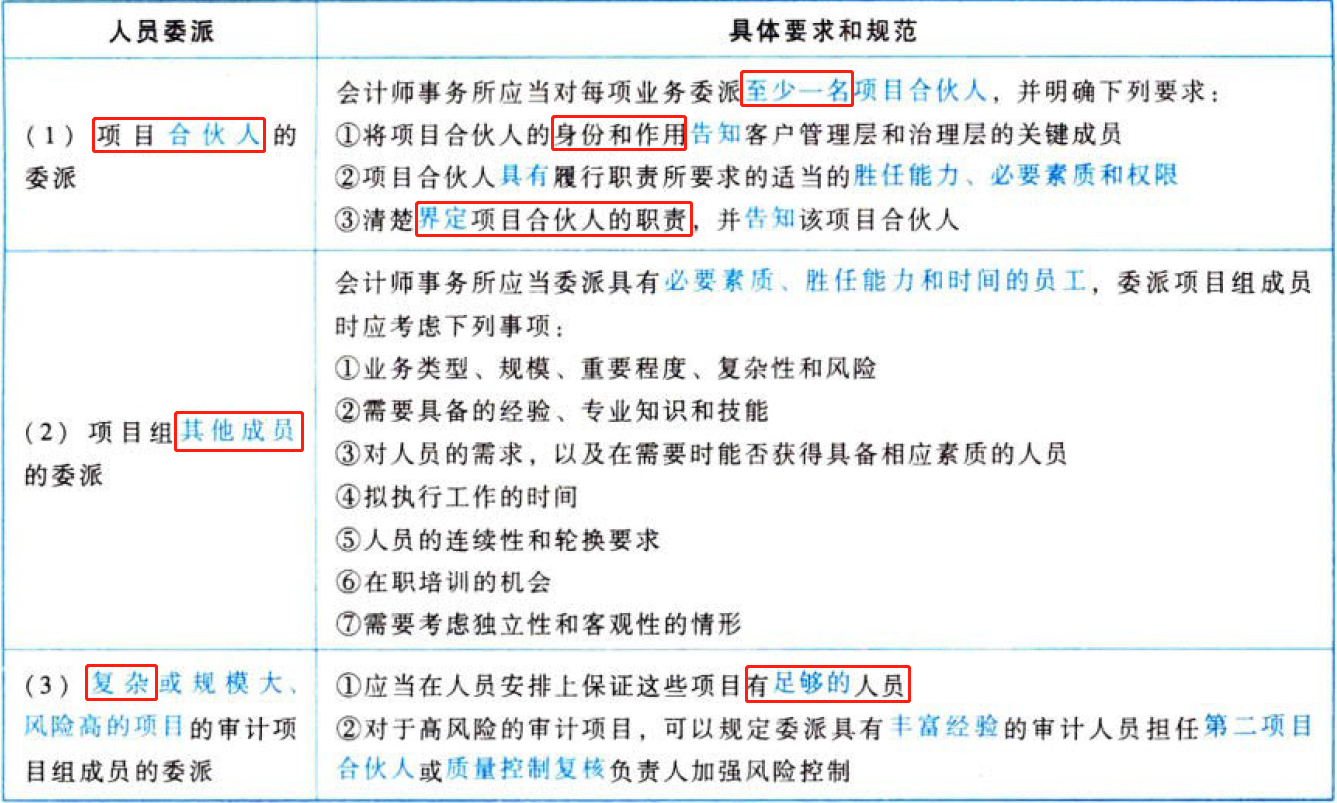 人员委派
具体要求和规范
(1) 项目合伙人的
委派
会计师事务所应当对每项业务委派至少一名项目合伙人，并明确下列要求：
①将项目合伙人的身份和作用告知客户管理层和治理层的关键成员
②项目合伙人具有履行职责所要求的适当的胜任能力、必要素质和权限
③清楚界定项目合伙人的职责，并告知该项目合伙人
(2) 项目组其他成员
的委派
会计师事务所应当委派具有必要素质、胜任能力和时间的员工，委派项目组成员
时应考虑下列事项：
①业务类型、规模、重要程度、复杂性和风险
②需要具备的经验、专业知识和技能
③对人员的需求，以及在需要时能否获得具备相应素质的人员
④拟执行工作的时间
⑤人员的连续性和轮换要求
⑥在职培训的机会
⑦需要考虑独立性和客观性的情形
(3) 复杂或规模大、
风险高的项目的审计项
目组成员的委派
①应当在人员安排上保证这些项目有足够的人员
②对于高风险的审计项目，可以规定委派具有丰富经验的审计人员担任第二项目
合伙人或质量控制复核负责人加强风险控制